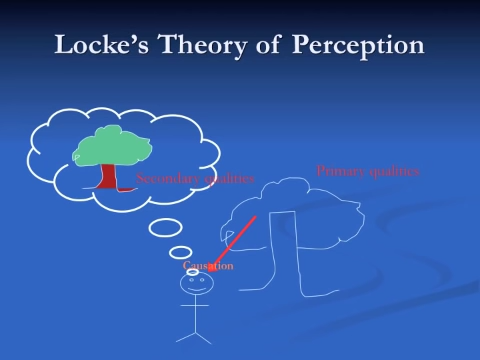 Locke's Theory of Perception
Primary qualities
Secondary qualities
Causation